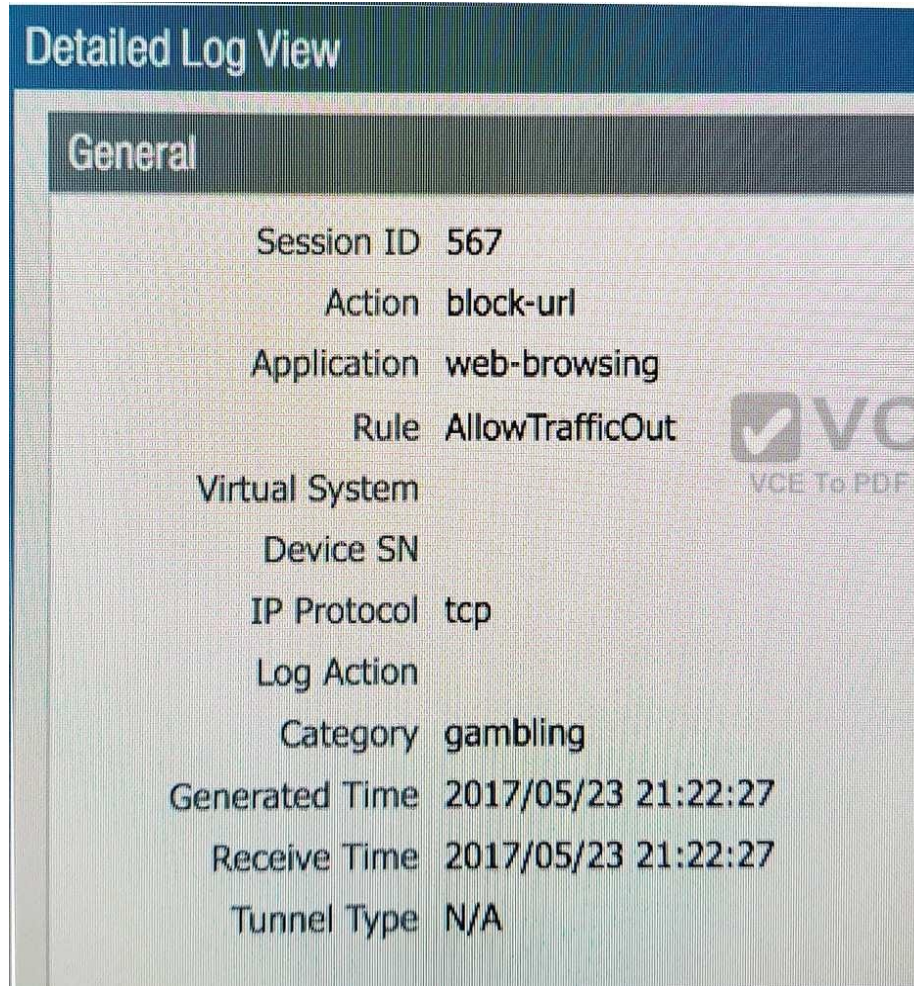 Detailed Log View
General
Session ID 567
Action block-url
Application web-browsing
Rule AllowTrafficOut
VC
VCE To PDF
Virtual System
Device SN
IP Protocol tcp
Log Action
Category gambling
Generated Time 2017/05/23 21:22:27
Receive Time 2017/05/23 21:22:27
Tunnel Type N/A